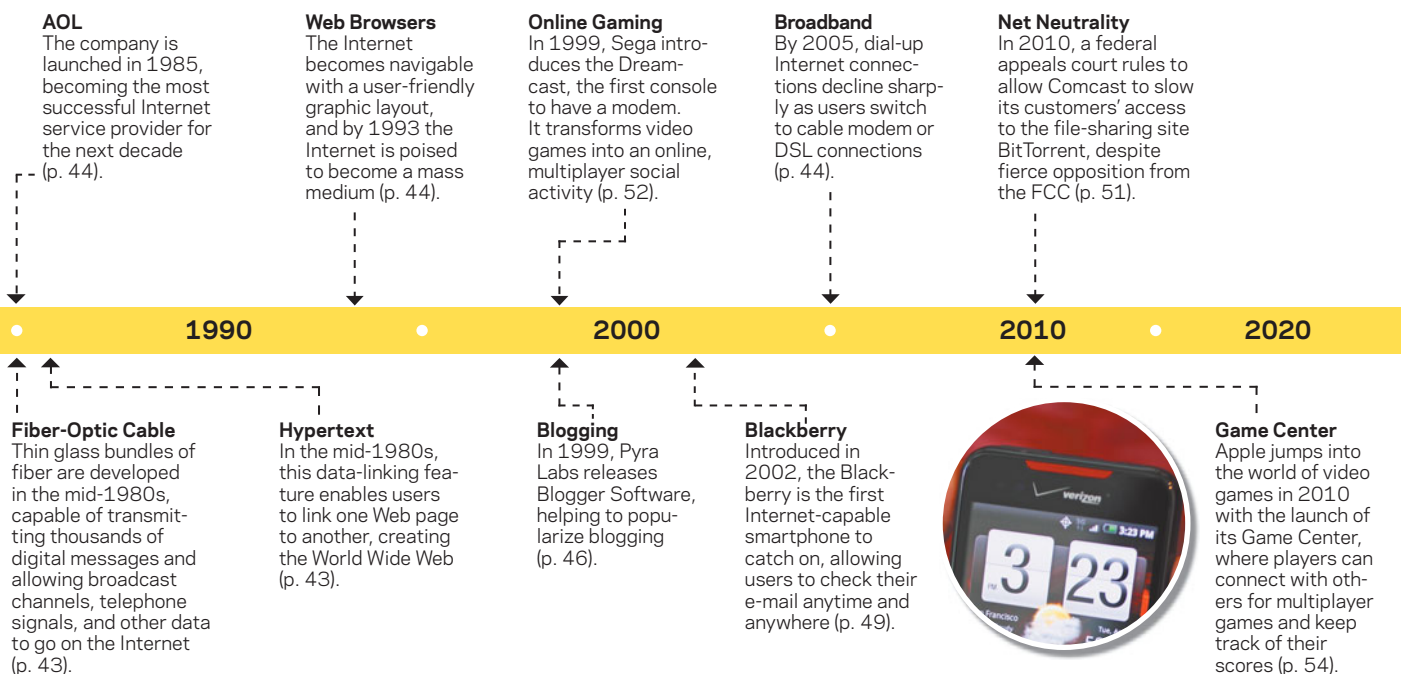 AOL
The company is
launched in 1985,
becoming the most
successful Internet
service provider for
the next decade
(p. 44).
Web Browsers
The Internet
becomes navigable
with a user-friendly
graphic layout,
and by 1993 the
Internet is poised
to become a mass
medium (p. 44).
Online Gaming
In 1999, Sega intro-
duces the Dream-
cast, the first console
to have a modem.
It transforms video
games into an online,
multiplayer social
activity (p. 52).
Broadband
By 2005, dial-up
Internet connec-
tions decline sharp-
ly as users switch
to cable modem or
DSL connections
(p. 44).
Net Neutrality
In 2010, a federal
appeals court rules to
allow Comcast to slow
its customers' access
to the file-sharing site
BitTorrent, despite
fierce opposition from
the FCC (p. 51).
1990 2000 2010 2020
Fiber-Optic Cable
Thin glass bundles of
fiber are developed
in the mid-1980s,
capable of transmit-
ting thousands of
digital messages and
allowing broadcast
channels, telephone
signals, and other data
to go on the Internet
(p. 43).
Hypertext
In the mid-1980s,
this data-linking fea-
ture enables users
to link one Web page
to another, creating
the World Wide Web
(p. 43).
Blogging
In 1999, Pyra
Labs releases
Blogger Software,
helping to popu-
larize blogging
(p. 46).
Blackberry
Introduced in
2002, the Black-
berry is the first
Internet-capable
smartphone to
catch on, allowing
users to check their
e-mail anytime and
anywhere (p. 49).
verizon
3:23 PM
3 23
PM
Francisco
Tue,
Game Center
Apple jumps into
the world of video
games in 2010
with the launch of
its Game Center,
where players can
connect with oth-
ers for multiplayer
games and keep
track of their
scores (p. 54).